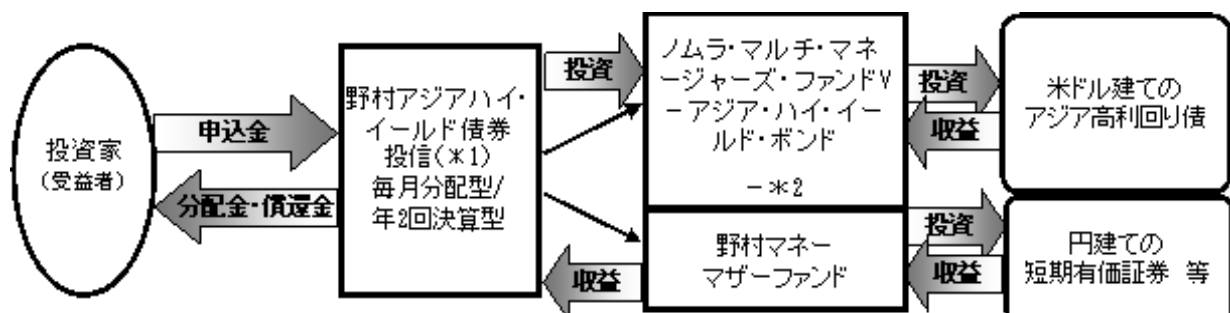 投資家
(受益者)
申込金
分配金・償還金
野村アジアハイ・
イールド債券
投信(*1)
毎月分配型/
年2回決算型
投資
収益
ノムラ・マルチ・マネ
ージャーズ・ファンドⅤ
-アジア・ハイ・イー
ルド・ボンド
-*2
野村マネー
マザーファンド
投資
収益
投資
収益
米ドル建ての
アジア高利回り債
円建ての
短期有価証券 等